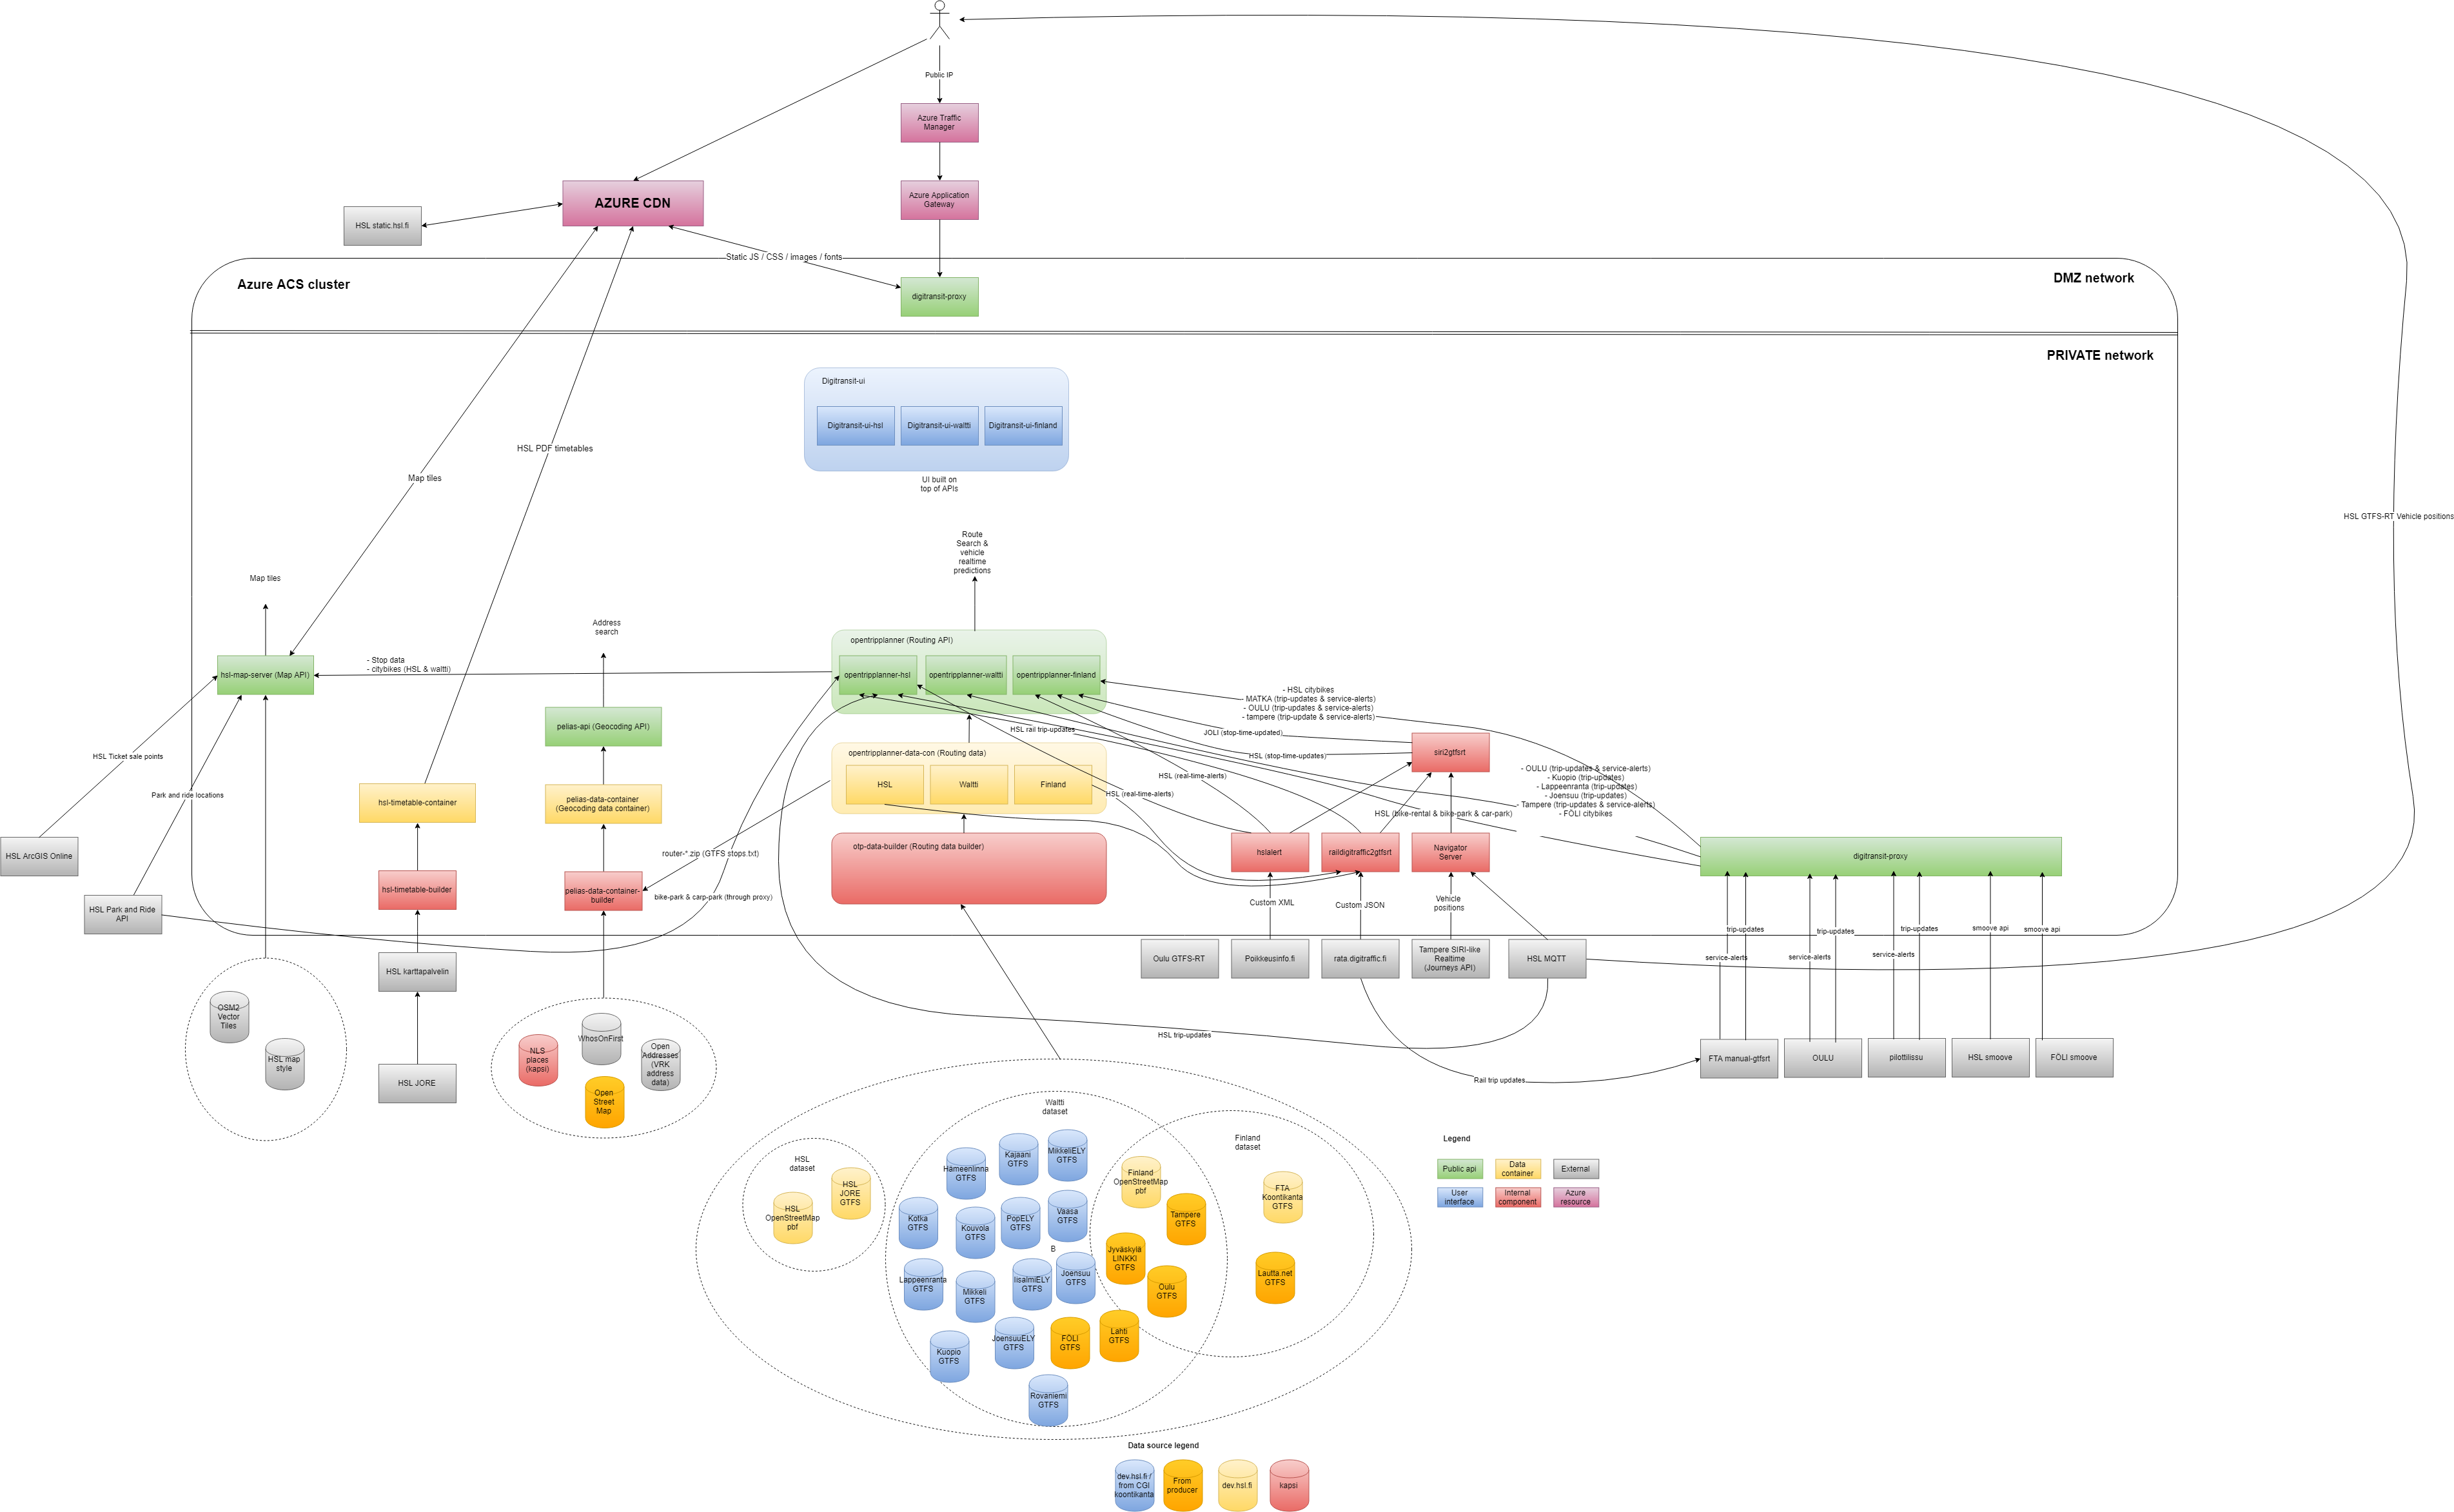 Public IP
Azure Traffic
Manager
AZURE CDN
Azure Application
Gateway
HSL static.hsl.fi
Static JS / CSS / images / fonts
Azure ACS cluster
DMZ network
digitransit-proxy
PRIVATE network
Digitransit-ui
Digitransit-ui-hsl
Digitransit-ui-waltti
Digitransit-ui-finland
UI built on
top of APIs
HSL PDF timetables
Map tiles
HSL GTFS-RT Vehicle positions
Route
Search &
vehicle
realtime
predictions
Map tiles
Address
search
opentripplanner (Routing API)
- Stop data
- citybikes (HSL & waltti)
hsl-map-server (Map API)
opentripplanner-hsl
opentripplanner-waltti
opentripplanner-finland
- HSL citybikes
MATKA (trip-updates & service-alerts)
- OULU (trip-updates & service-alerts)
- tampere (trip-update & service-alerts)
pelias-api (Geocoding API)
HSL rail trip-updates
JOLI (stop-time-updated)
HSL (stop-time-updates)
siri2gtfsrt
opentripplanner-data-con (Routing data)
HSL Ticket sale points
HSL (real-time-alerts)
- OULU (trip-updates & service-alerts)
- Kuopio (trip-updates)
- Lappeenranta (trip-updates)
- Joensuu (trip-updates)
- Tampere (trip-updates & service-alerts)
- FÖLI citybikes
HSL
Waltti
Finland
Park and ride locations
HSL (real-time-alerts)
hsl-timetable-container
pelias-data-container
(Geocoding data container)
HSL (bike-rental & bike-park & car-park)
otp-data-builder (Routing data builder)
router-*.zip (GTFS stops.txt)
hslalert
raildigitraffic2gtfsrt
Navigator
Server
digitransit-proxy
HSL ArcGIS Online
hsl-timetable-builder
pelias-data-container-
builder
bike-park & carp-park (through proxy)
HSL Park and Ride
API
Custom XML
Custom JSON
Vehicle
positions
trip-updates
trip-updates
trip-updates
smoove api
smoove api
service-alerts
service-alerts
service-alerts
Oulu GTFS-RT
Poikkeusinfo.fi
rata.digitraffic.fi
Tampere SIRI-like
Realtime
(Journeys API)
HSL MQTT
HSL karttapalvelin
OSM2
Vector
Tiles
HSL map
style
HSL JORE
NLS
places
(kapsi)
WhosOnFirst
Open
Addresses
(VRK
address
data)
Open
Street
Map
HSL trip-updates
Rail trip updates
FTA manual-gtfsrt
OULU
pilottilissu
HSL smoove
FÖLI smoove
Waltti
dataset
Finland
dataset
HSL
dataset
HSL
OpenStreetMap
pbf
HSL
JORE
GTFS
Hämeenlinna
GTFS
Kajaani
GTFS
MikkeliELY
GTFS
Finland
OpenStreetMap
pbf
FTA
Koontikanta
GTFS
Kotka
GTFS
Kouvola
GTFS
PopELY
GTFS
Vaasa
GTFS
Tampere
GTFS
B
Jyväskylä
LINKKI
GTFS
Lappeenranta
GTFS
Mikkeli
GTFS
IisalmiELY
GTFS
Joensuu
GTFS
Oulu
GTFS
Lautta.net
GTFS
Kuopio
GTFS
JoensuuELY
GTFS
FÖLI
GTFS
Lahti
GTFS
Rovaniemi
GTFS
Legend
Public api
Data
container
External
User
interface
Internal
component
Azure
resource
Data source legend
dev.hsl.fi /
from CGI
koontikanta
From
producer
dev.hsl.fi
kapsi